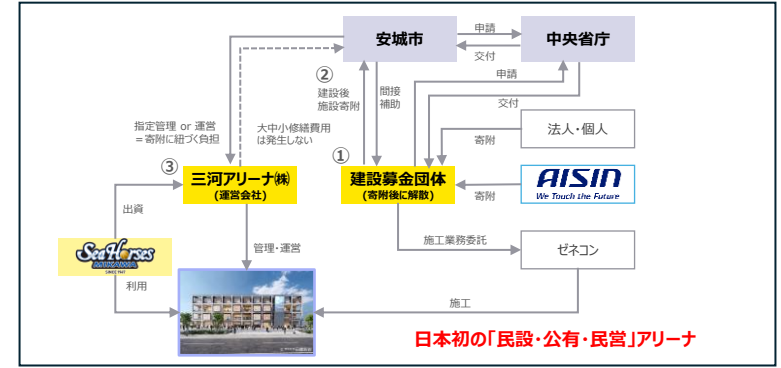 安城市
中央省庁
申請
交付
申請
交付
②
建設後
施設寄附
間接
補助
指定管理 or 運営
＝寄附に紐づく負担
大中小修繕費用
は発生しない
法人・個人
寄附
③
三河アリーナ㈱
(運営会社)
①
建設募金団体
(寄附後に解散)
AISIN
We Touch the Future
寄附
出資
SeaHorses
MIKAWA
SINCE 1947
利用
管理・運営
施工業務委託
ゼネコン
施工
日本初の「民設・公有・民営」アリーナ